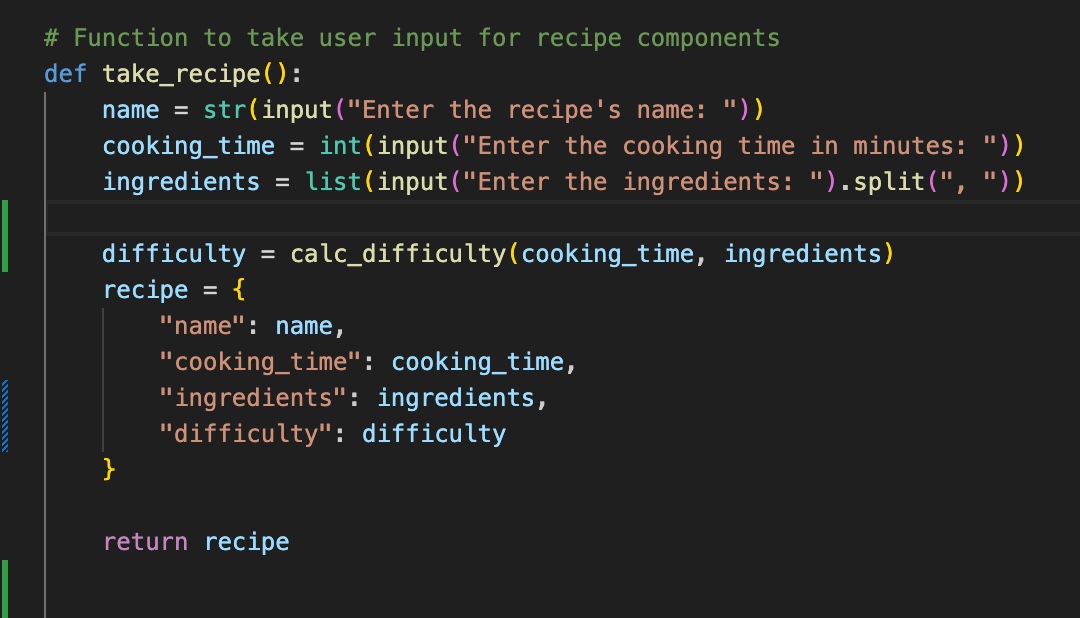 # Function to take user input for recipe components
def take_recipe():
    name = str(input("Enter the recipe's name: "))
    cooking_time = int(input("Enter the cooking time in minutes: "))
    ingredients = list(input("Enter the ingredients: ").split(", "))

    difficulty = calc_difficulty(cooking_time, ingredients)
    recipe = {
        "name": name,
        "cooking_time": cooking_time,
        "ingredients": ingredients,
        "difficulty": difficulty
    }

    return recipe